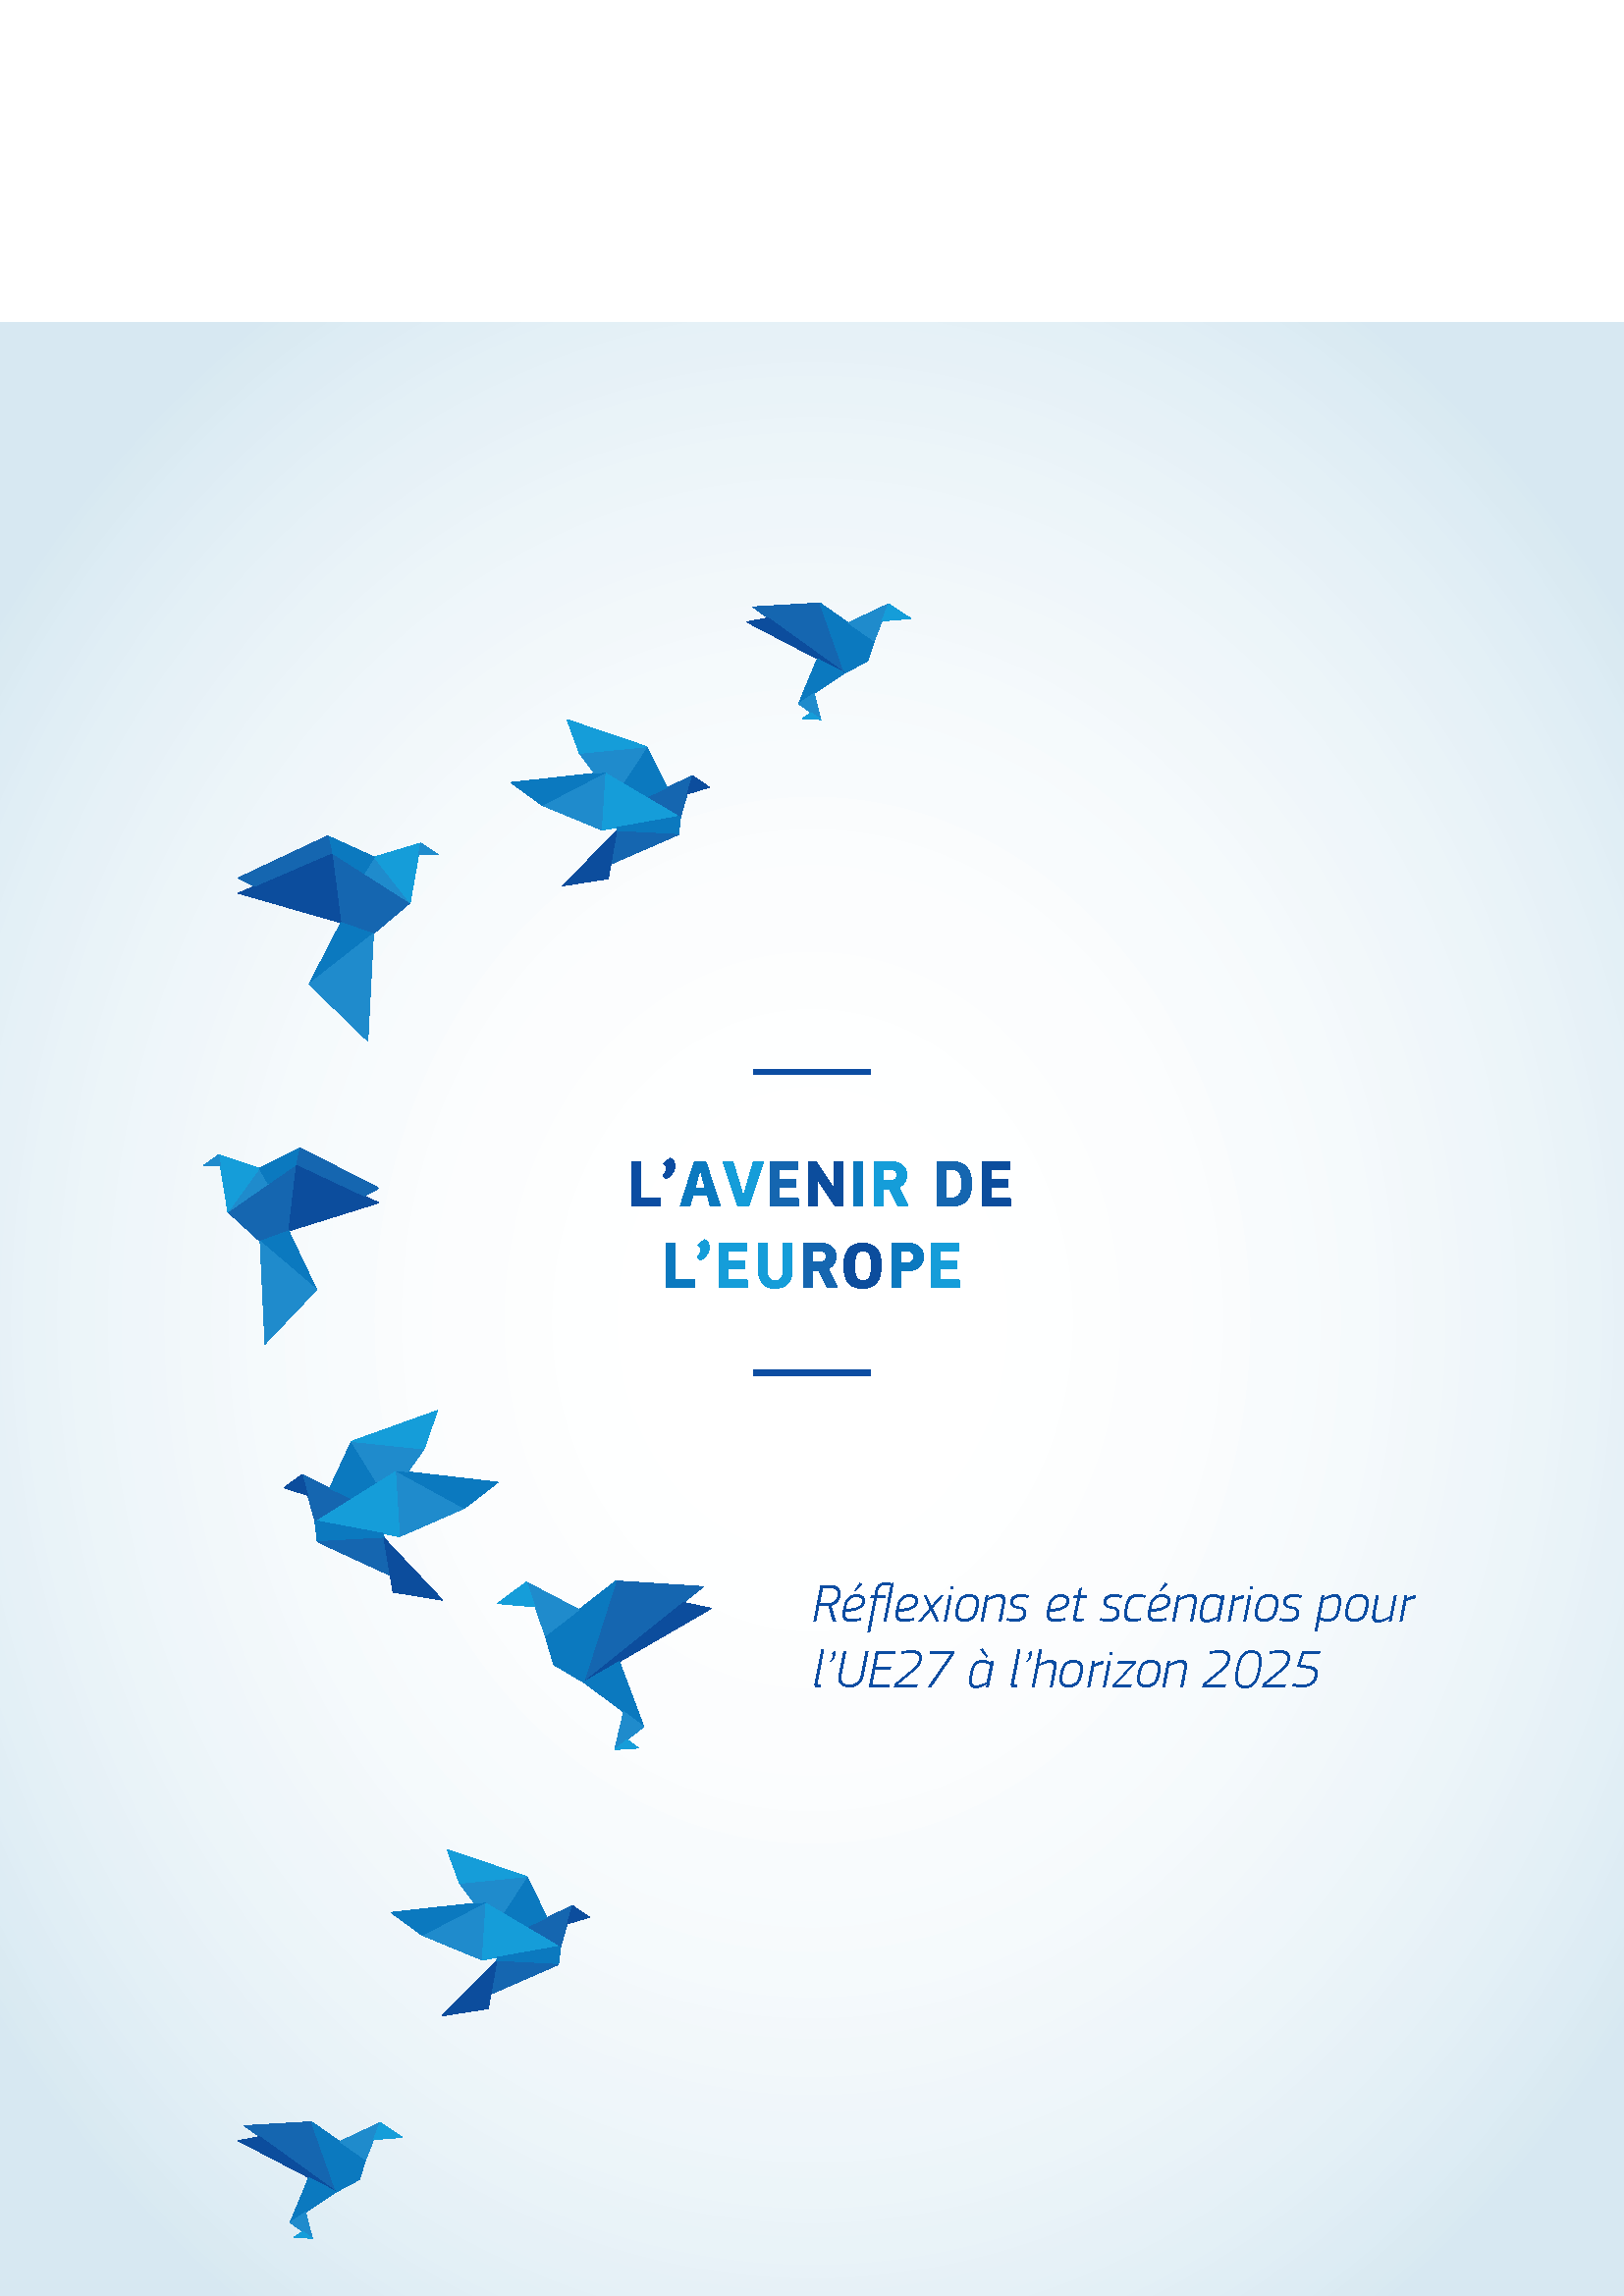 L’AVENIR DE
L’EUROPE
Réflexions et scénarios pour
l’UE27 à l’horizon 2025